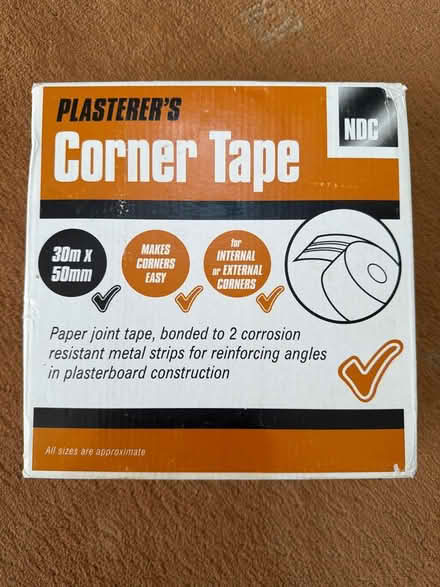 PLASTERER'S
Corner Tape
NDC
30m x
50mm
MAKES
CORNERS
EASY
for
INTERNAL
or EXTERNAL
CORNERS
Paper joint tape, bonded to 2 corrosion
resistant metal strips for reinforcing angles
in plasterboard construction
All sizes are approximate